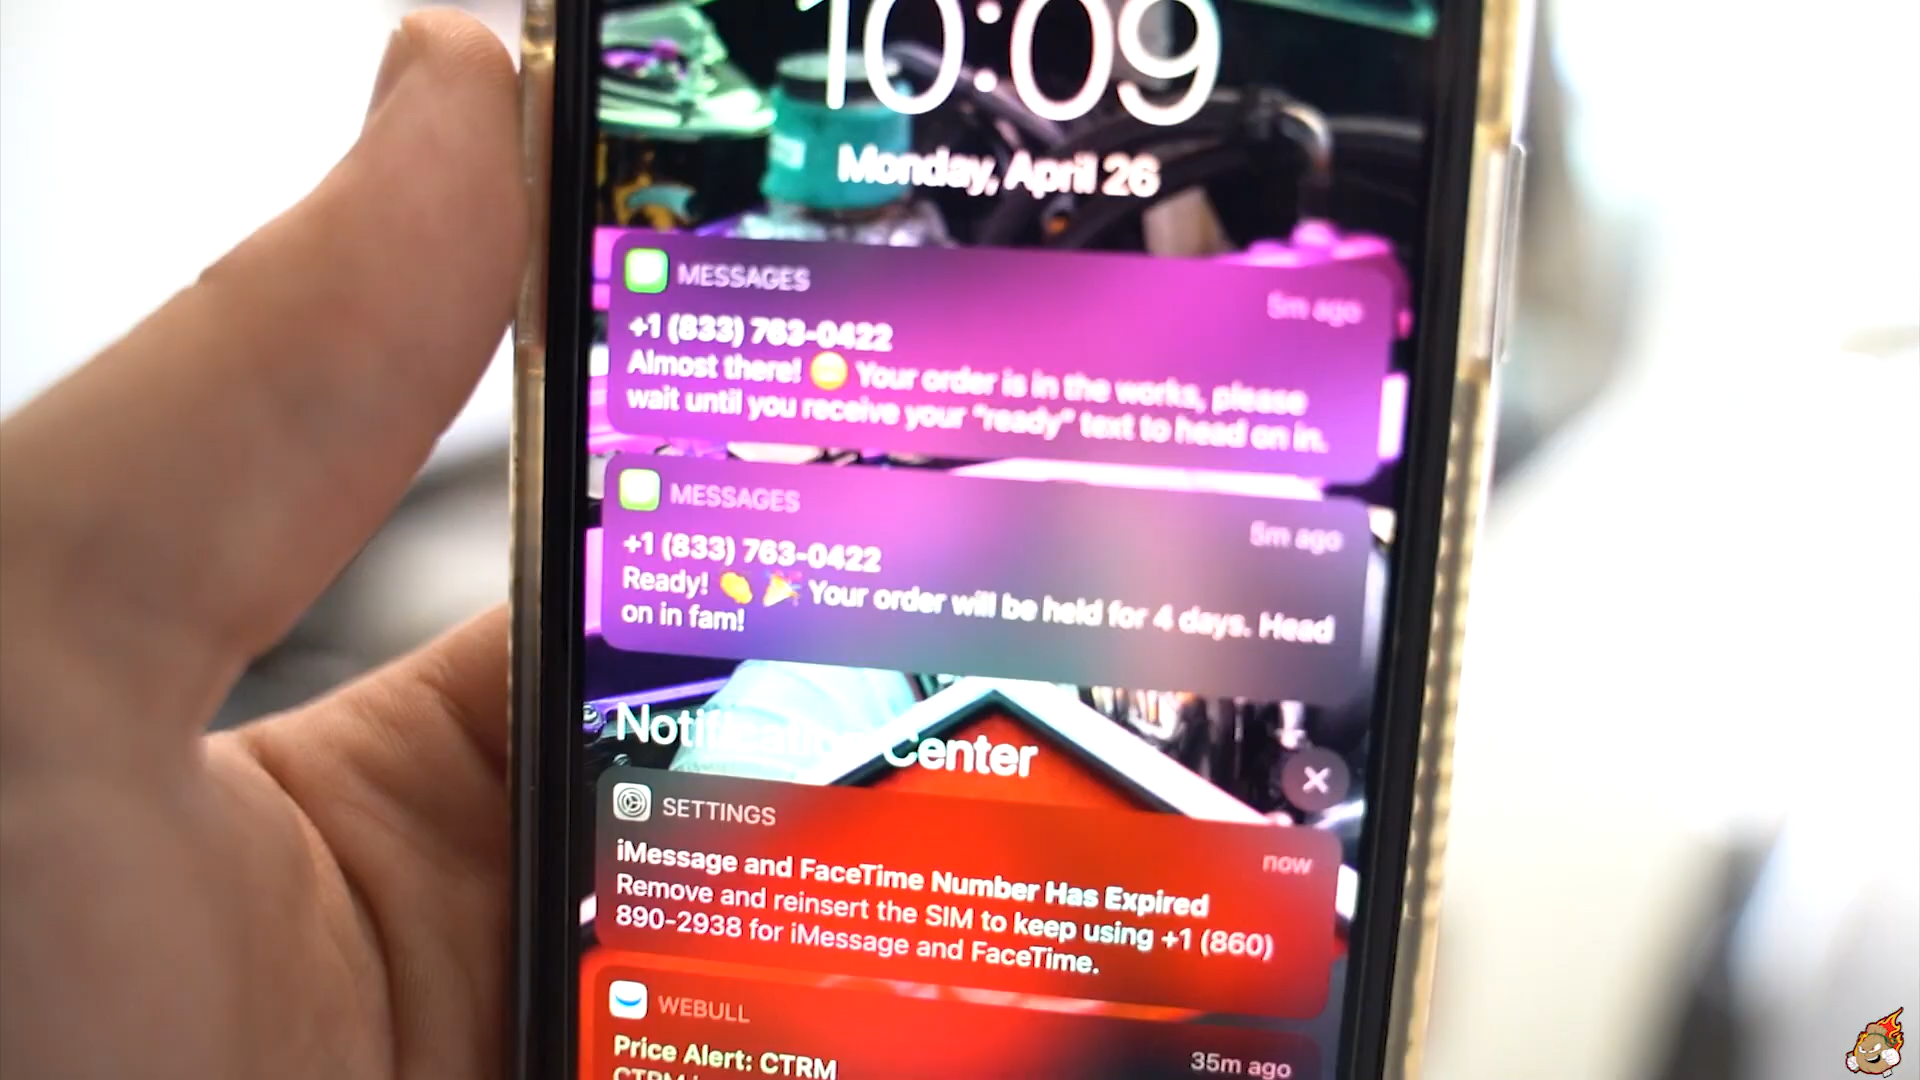 10:09
Monday, April 26
MESSAGES
5m ago
+1 (833) 763-0422
Almost there! 😁 Your order is in the works, please
wait until you receive your “ready” text to head on in.
MESSAGES
5m ago
+1 (833) 763-0422
Ready! 👏 🎉 Your order will be held for 4 days. Head
on in fam!
Notification Center
SETTINGS
now
iMessage and FaceTime Number Has Expired
Remove and reinsert the SIM to keep using +1 (860)
890-2938 for iMessage and FaceTime.
WEBULL
35m ago
Price Alert: CTRM
CTRM